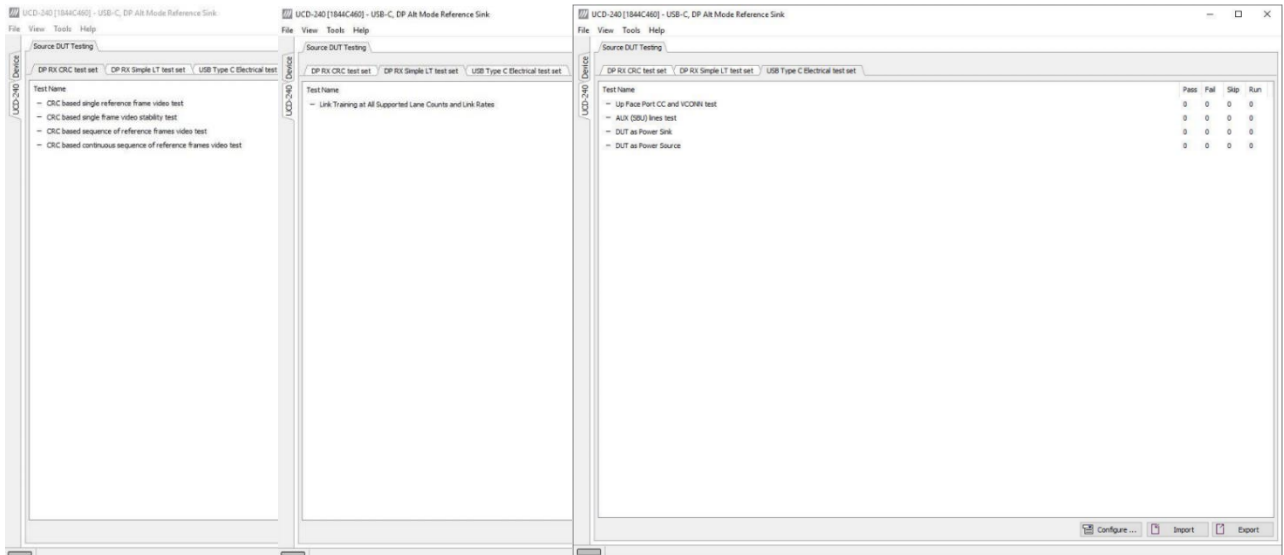 UCD-240 [1844C460] - USB-C, DP Alt Mode Reference Sink
File View Tools Help
Source DUT Testing
UCD-240 Device
DP RX CRC test set DP RX Simple LT test set USB Type C Electrical test
Test Name
— CRC based single reference frame video test
— CRC based single frame video stability test
— CRC based sequence of reference frames video test
— CRC based continuous sequence of reference frames video test
UCD-240 [1844C460] - USB-C, DP Alt Mode Reference Sink
File View Tools Help
Source DUT Testing
UCD-240 Device
DP RX CRC test set DP RX Simple LT test set USB Type C Electrical test set
Test Name
— Link Training at All Supported Lane Counts and Link Rates
UCD-240 [1844C460] - USB-C, DP Alt Mode Reference Sink
File View Tools Help
Source DUT Testing
UCD-240 Device
DP RX CRC test set DP RX Simple LT test set USB Type C Electrical test set
Test Name Pass Fail Skip Run
— Up Face Port CC and VCONN test 0 0 0 0
— AUX (SBU) lines test 0 0 0 0
— DUT as Power Sink 0 0 0 0
— DUT as Power Source 0 0 0 0
Configure ... Import Export